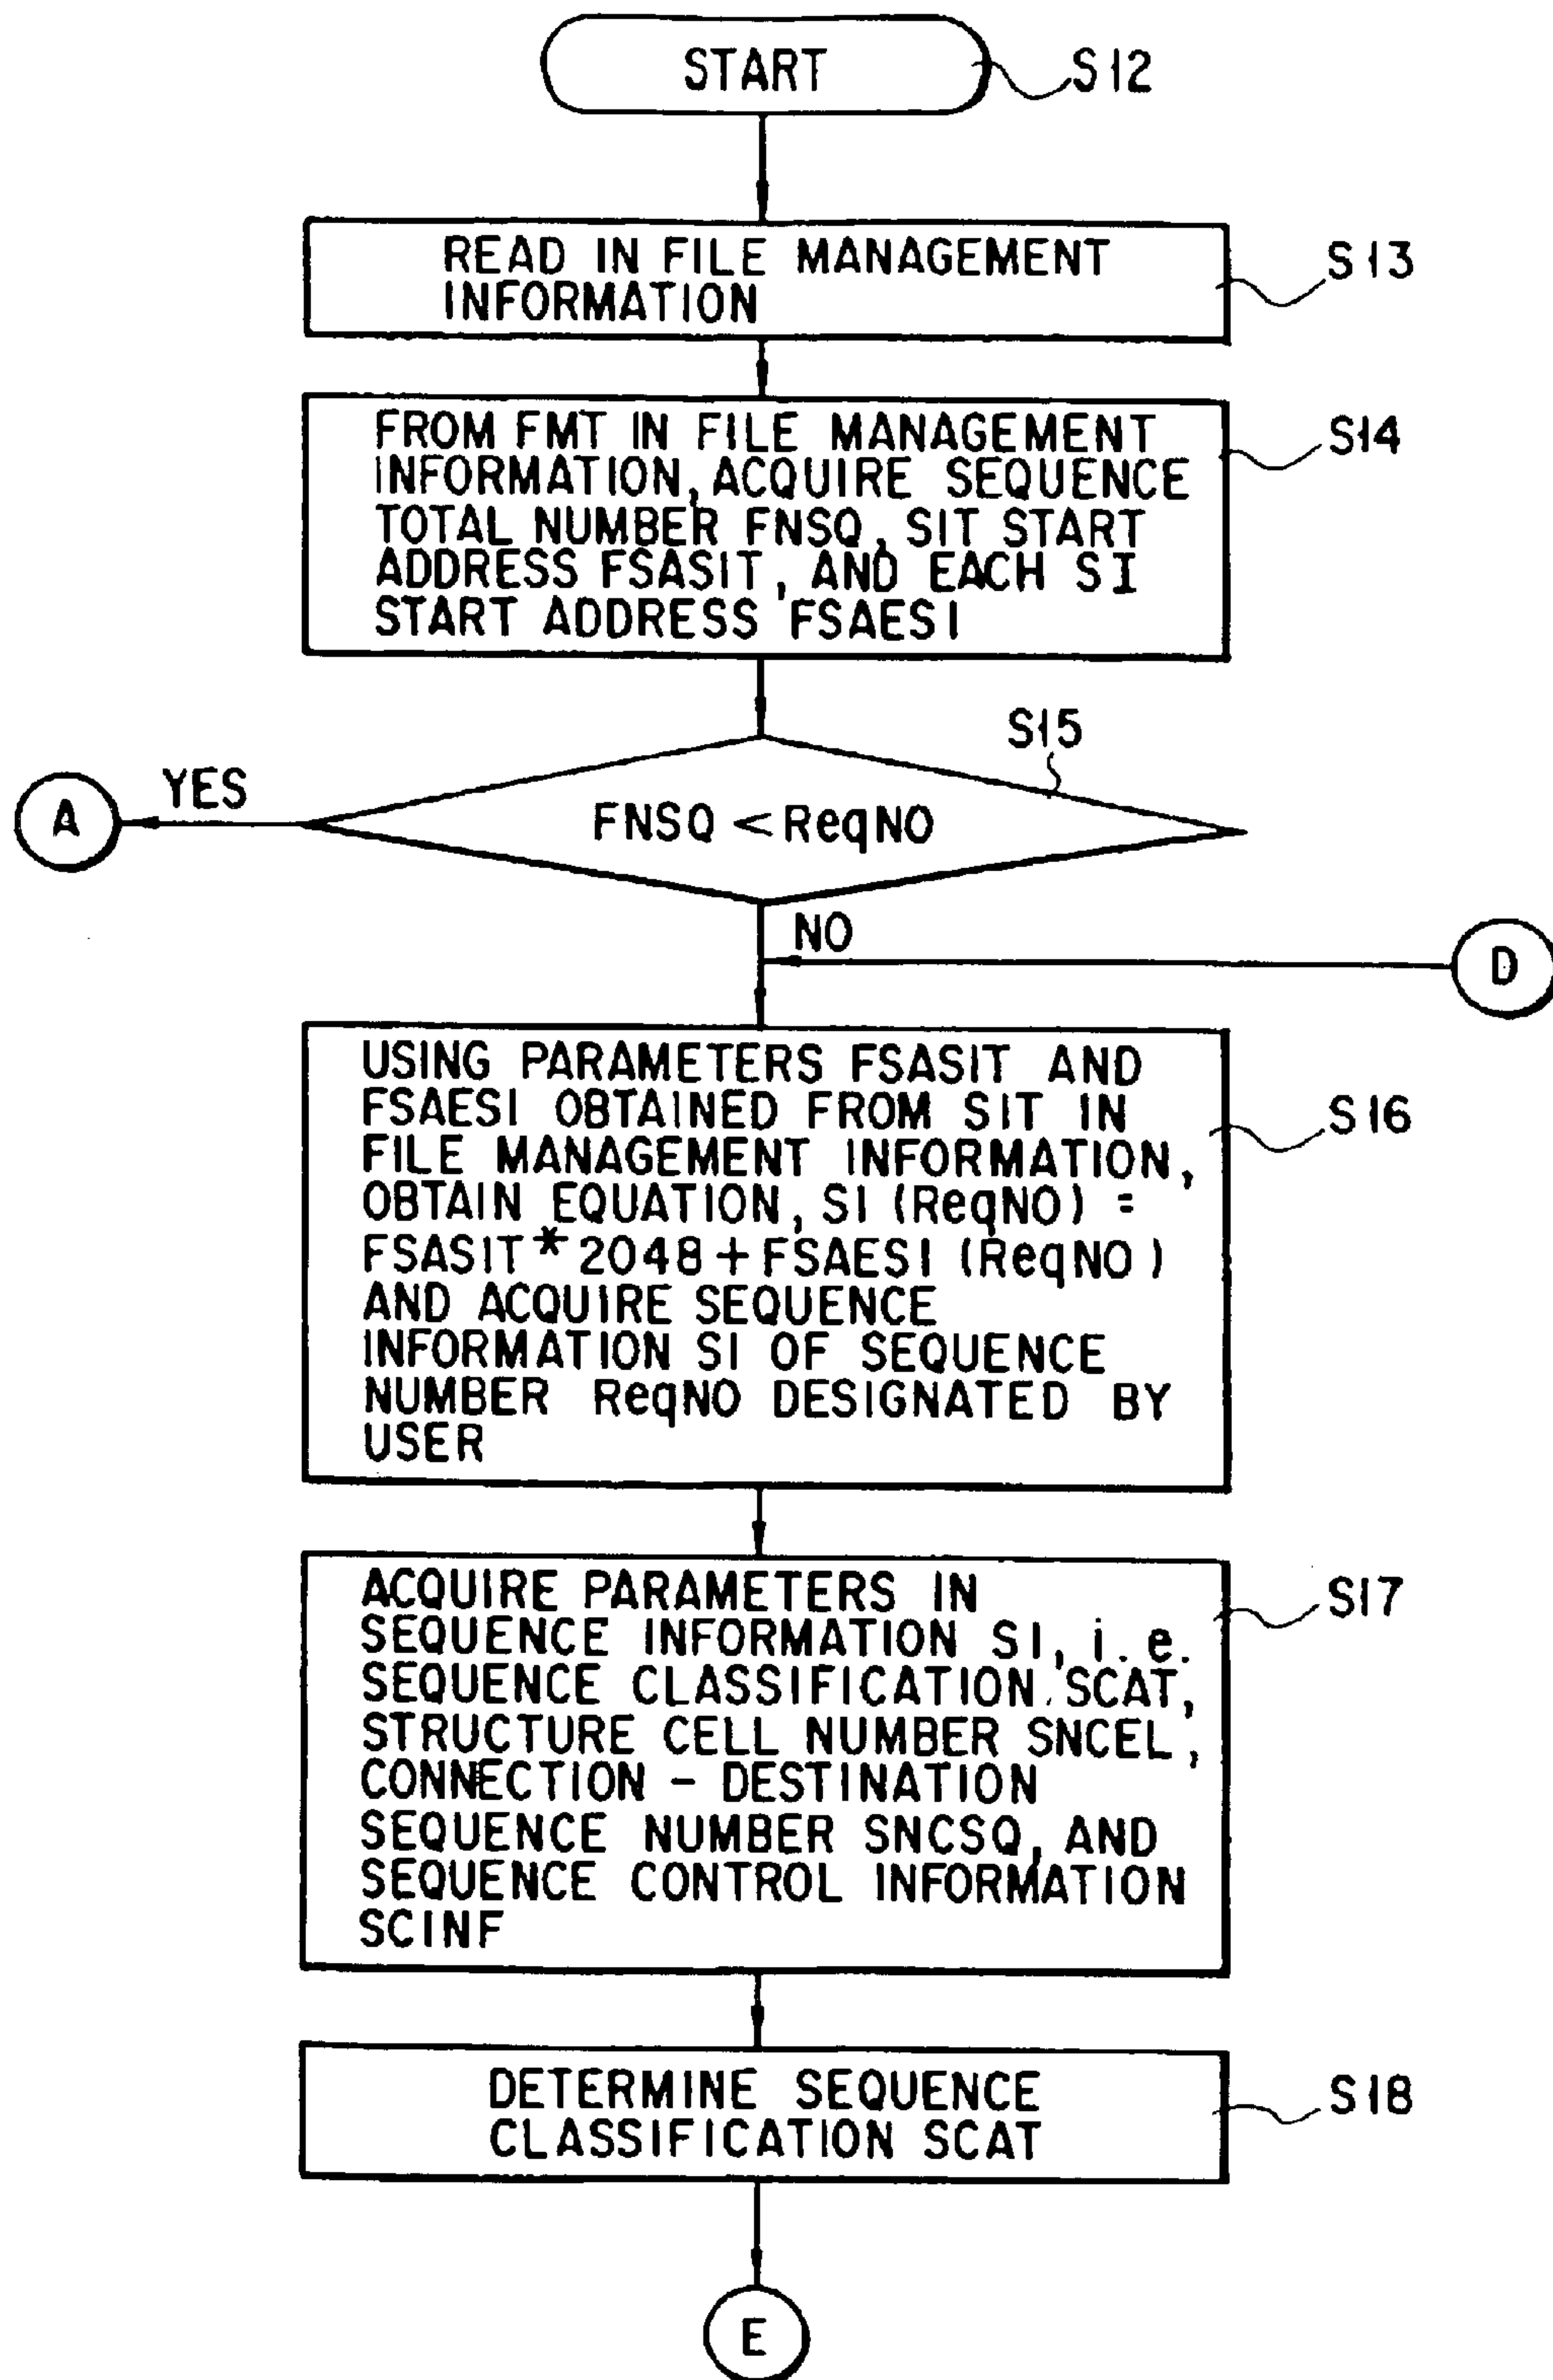 START
S12
READ IN FILE MANAGEMENT
INFORMATION
S13
FROM FMT IN FILE MANAGEMENT
INFORMATION, ACQUIRE SEQUENCE
TOTAL NUMBER FNSQ, SIT START
ADDRESS FSASIT, AND EACH SI
START ADDRESS FSAESI
S14
S15
A
YES
FNSQ < ReqNO
NO
D
USING PARAMETERS FSASIT AND
FSAESI OBTAINED FROM SIT IN
FILE MANAGEMENT INFORMATION,
OBTAIN EQUATION, SI (ReqNO) =
FSASIT * 2048 + FSAESI (ReqNO)
AND ACQUIRE SEQUENCE
INFORMATION SI OF SEQUENCE
NUMBER ReqNO DESIGNATED BY
USER
S16
ACQUIRE PARAMETERS IN
SEQUENCE INFORMATION SI, i.e.
SEQUENCE CLASSIFICATION SCAT,
STRUCTURE CELL NUMBER SNCEL,
CONNECTION - DESTINATION
SEQUENCE NUMBER SNCSQ, AND
SEQUENCE CONTROL INFORMATION
SCINF
S17
DETERMINE SEQUENCE
CLASSIFICATION SCAT
S18
E